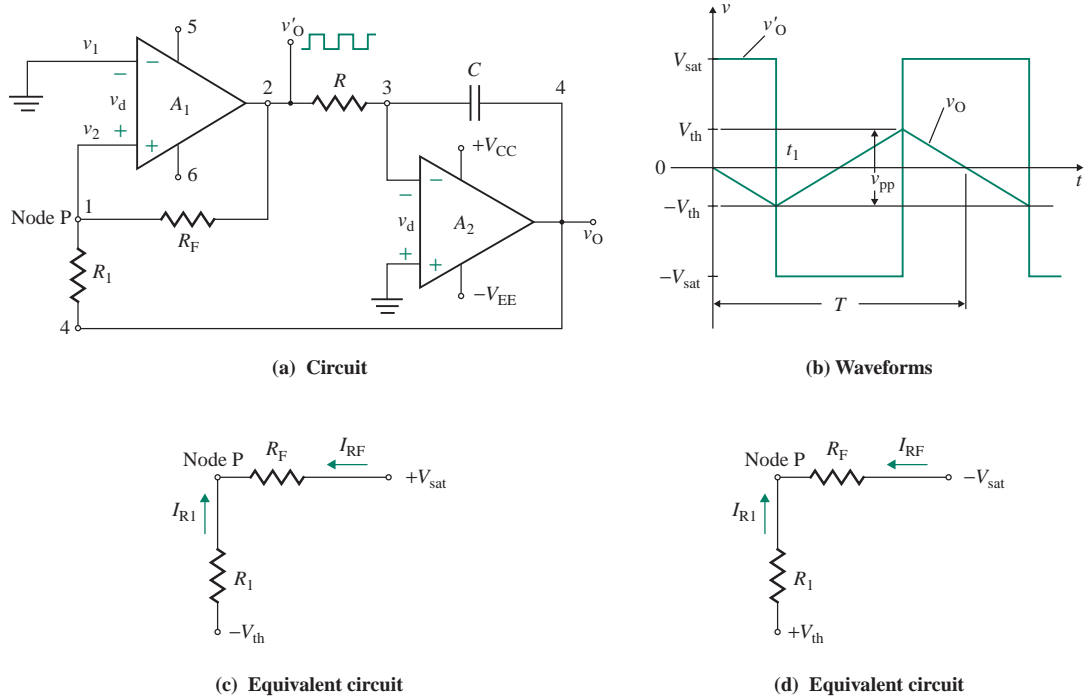 5
v1
−
vd
+
v2
−
A1
+
6
Node P
1
RF
R1
4
2
v′O
R
3
C
4
+VCC
−
−
vd
A2
+
+
−VEE
vO
(a) Circuit
v
v′O
Vsat
Vth
vO
t1
0
vpp
t
−Vth
−Vsat
T
(b) Waveforms
Node P
RF
IRF
+Vsat
IR1
R1
−Vth
(c) Equivalent circuit
Node P
RF
IRF
−Vsat
IR1
R1
+Vth
(d) Equivalent circuit